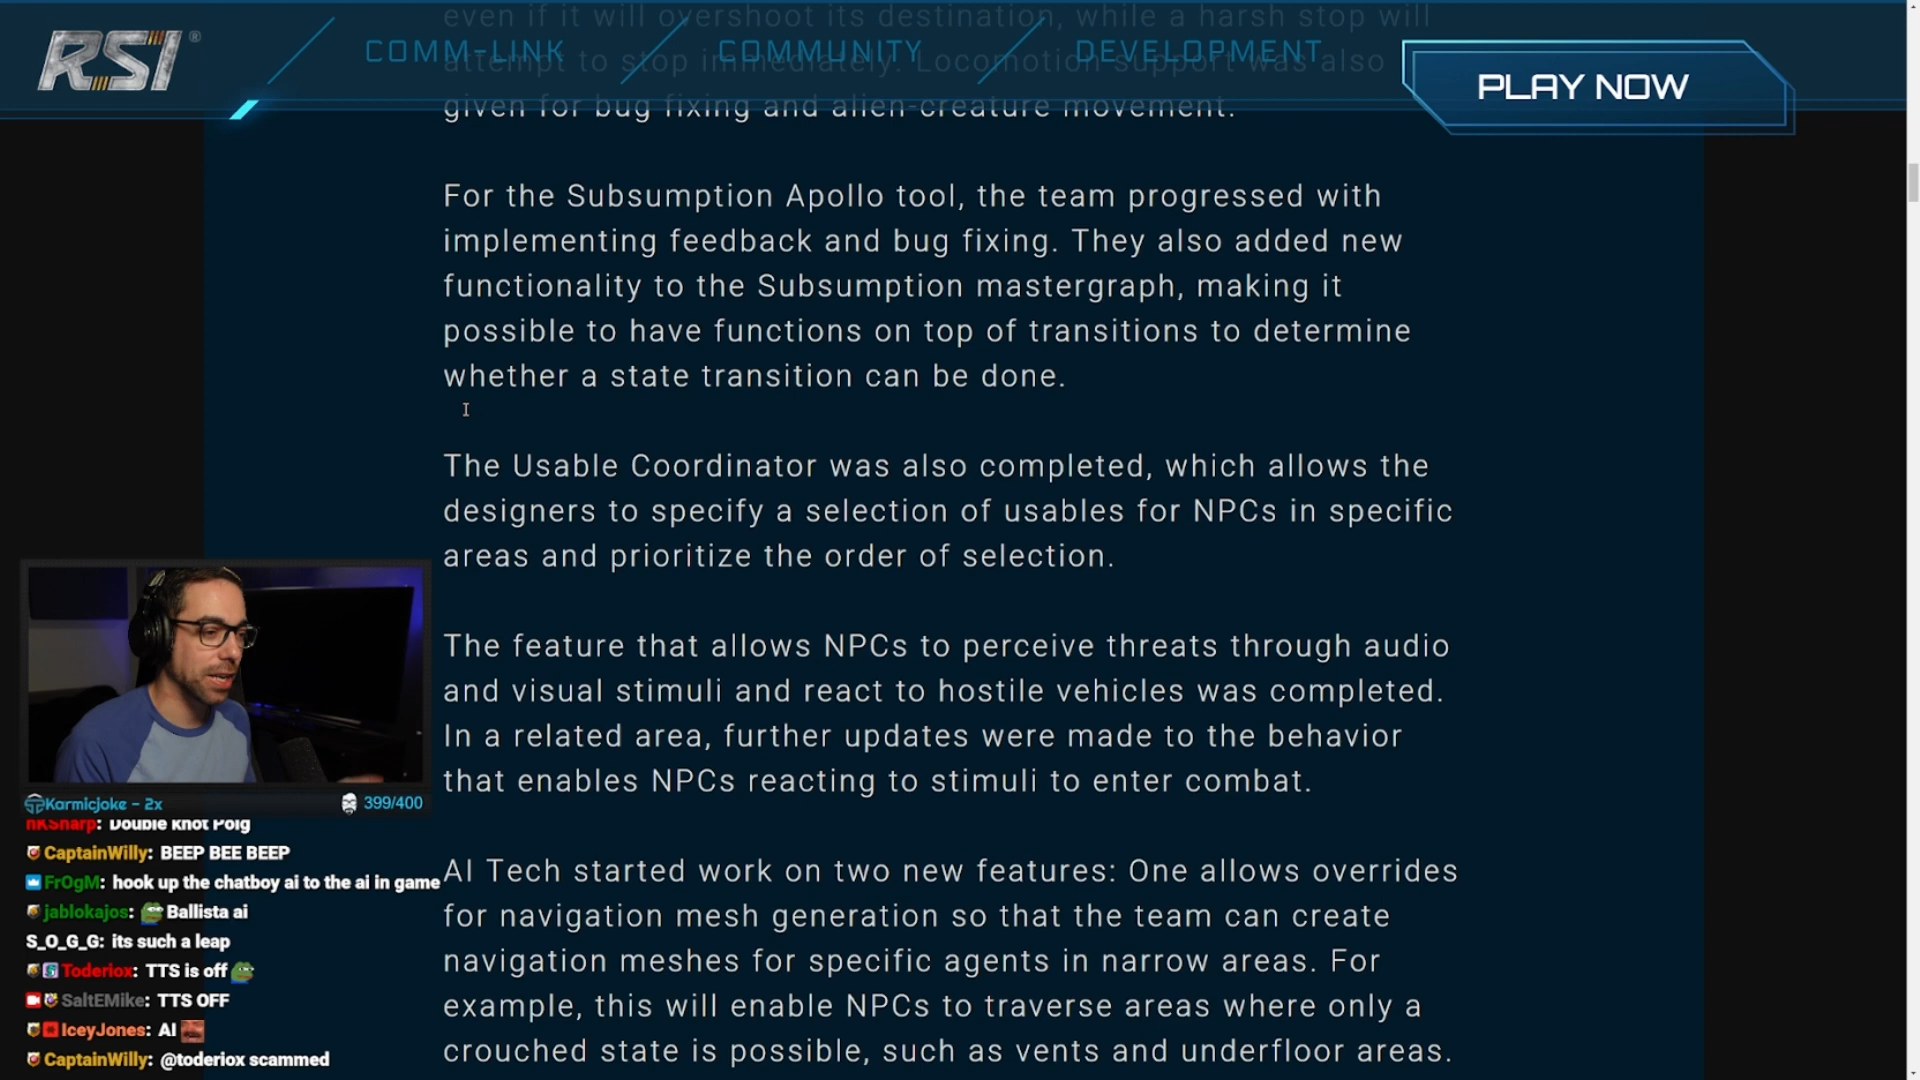 even if it will overshoot its destination, while a harsh stop will
RSI
®
COMM-LINK
COMMUNITY
DEVELOPMENT
PLAY NOW
attempt to stop immediately. Locomotion support was also
given for bug fixing and alien-creature movement.
For the Subsumption Apollo tool, the team progressed with
implementing feedback and bug fixing. They also added new
functionality to the Subsumption mastergraph, making it
possible to have functions on top of transitions to determine
whether a state transition can be done.
The Usable Coordinator was also completed, which allows the
designers to specify a selection of usables for NPCs in specific
areas and prioritize the order of selection.
The feature that allows NPCs to perceive threats through audio
and visual stimuli and react to hostile vehicles was completed.
In a related area, further updates were made to the behavior
that enables NPCs reacting to stimuli to enter combat.
AI Tech started work on two new features: One allows overrides
for navigation mesh generation so that the team can create
navigation meshes for specific agents in narrow areas. For
example, this will enable NPCs to traverse areas where only a
crouched state is possible, such as vents and underfloor areas.
Karmicjoke - 2x
399/400
nKSharp: Double knot Poig
CaptainWilly: BEEP BEE BEEP
FrOgM: hook up the chatboy ai to the ai in game
jablokajos: Ballista ai
S_O_G_G: its such a leap
Toderiox: TTS is off
SaltEMike: TTS OFF
IceyJones: AI
CaptainWilly: @toderiox scammed